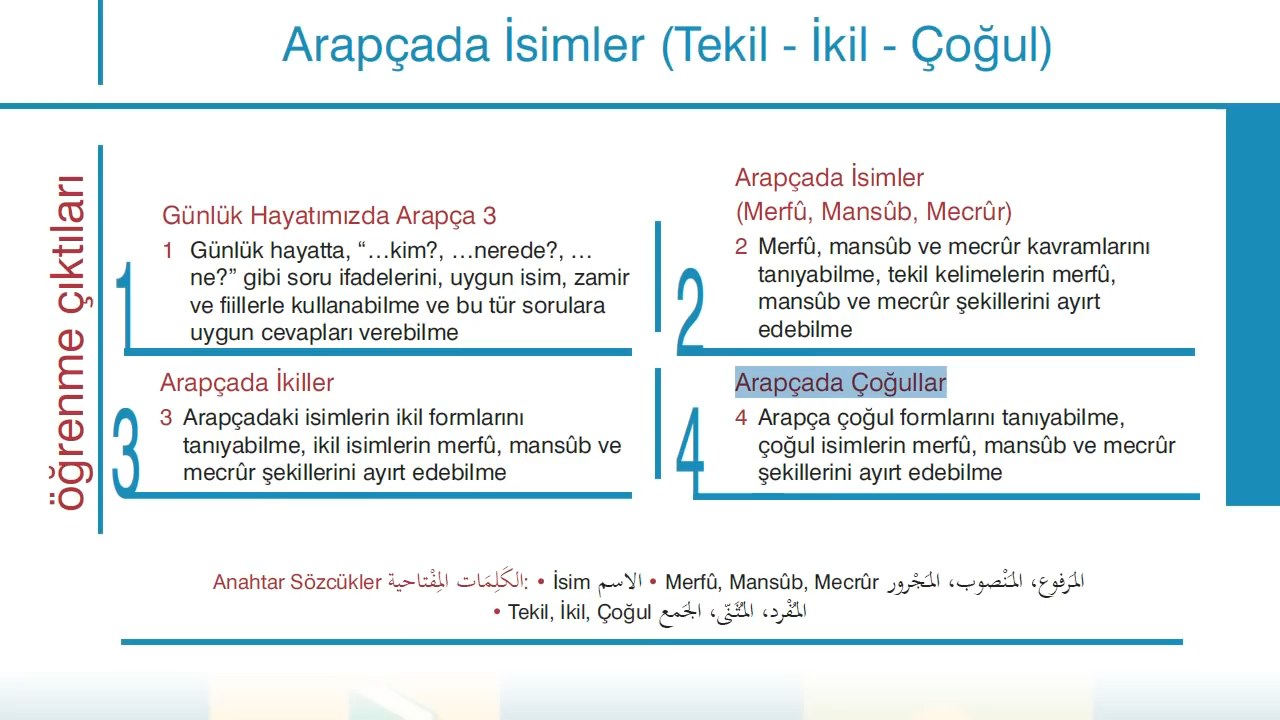 Arapçada İsimler (Tekil - İkil - Çoğul)
öğrenme çıktıları
1
Günlük Hayatımızda Arapça 3
1 Günlük hayatta, “…kim?, …nerede?, …
ne?” gibi soru ifadelerini, uygun isim, zamir
ve fiillerle kullanabilme ve bu tür sorulara
uygun cevapları verebilme
2
Arapçada İsimler
(Merfû, Mansûb, Mecrûr)
2 Merfû, mansûb ve mecrûr kavramlarını
tanıyabilme, tekil kelimelerin merfû,
mansûb ve mecrûr şekillerini ayırt
edebilme
3
Arapçada İkiller
3 Arapçadaki isimlerin ikil formlarını
tanıyabilme, ikil isimlerin merfû, mansûb ve
mecrûr şekillerini ayırt edebilme
4
Arapçada Çoğullar
4 Arapça çoğul formlarını tanıyabilme,
çoğul isimlerin merfû, mansûb ve mecrûr
şekillerini ayırt edebilme
Anahtar Sözcükler الكَلِمَات المِفْتاحية: • İsim الاسم • Merfû, Mansûb, Mecrûr المَرفوع، المَنْصوب، المَجْرور
• Tekil, İkil, Çoğul المُفْرد، المُثَنّى، الجَمع